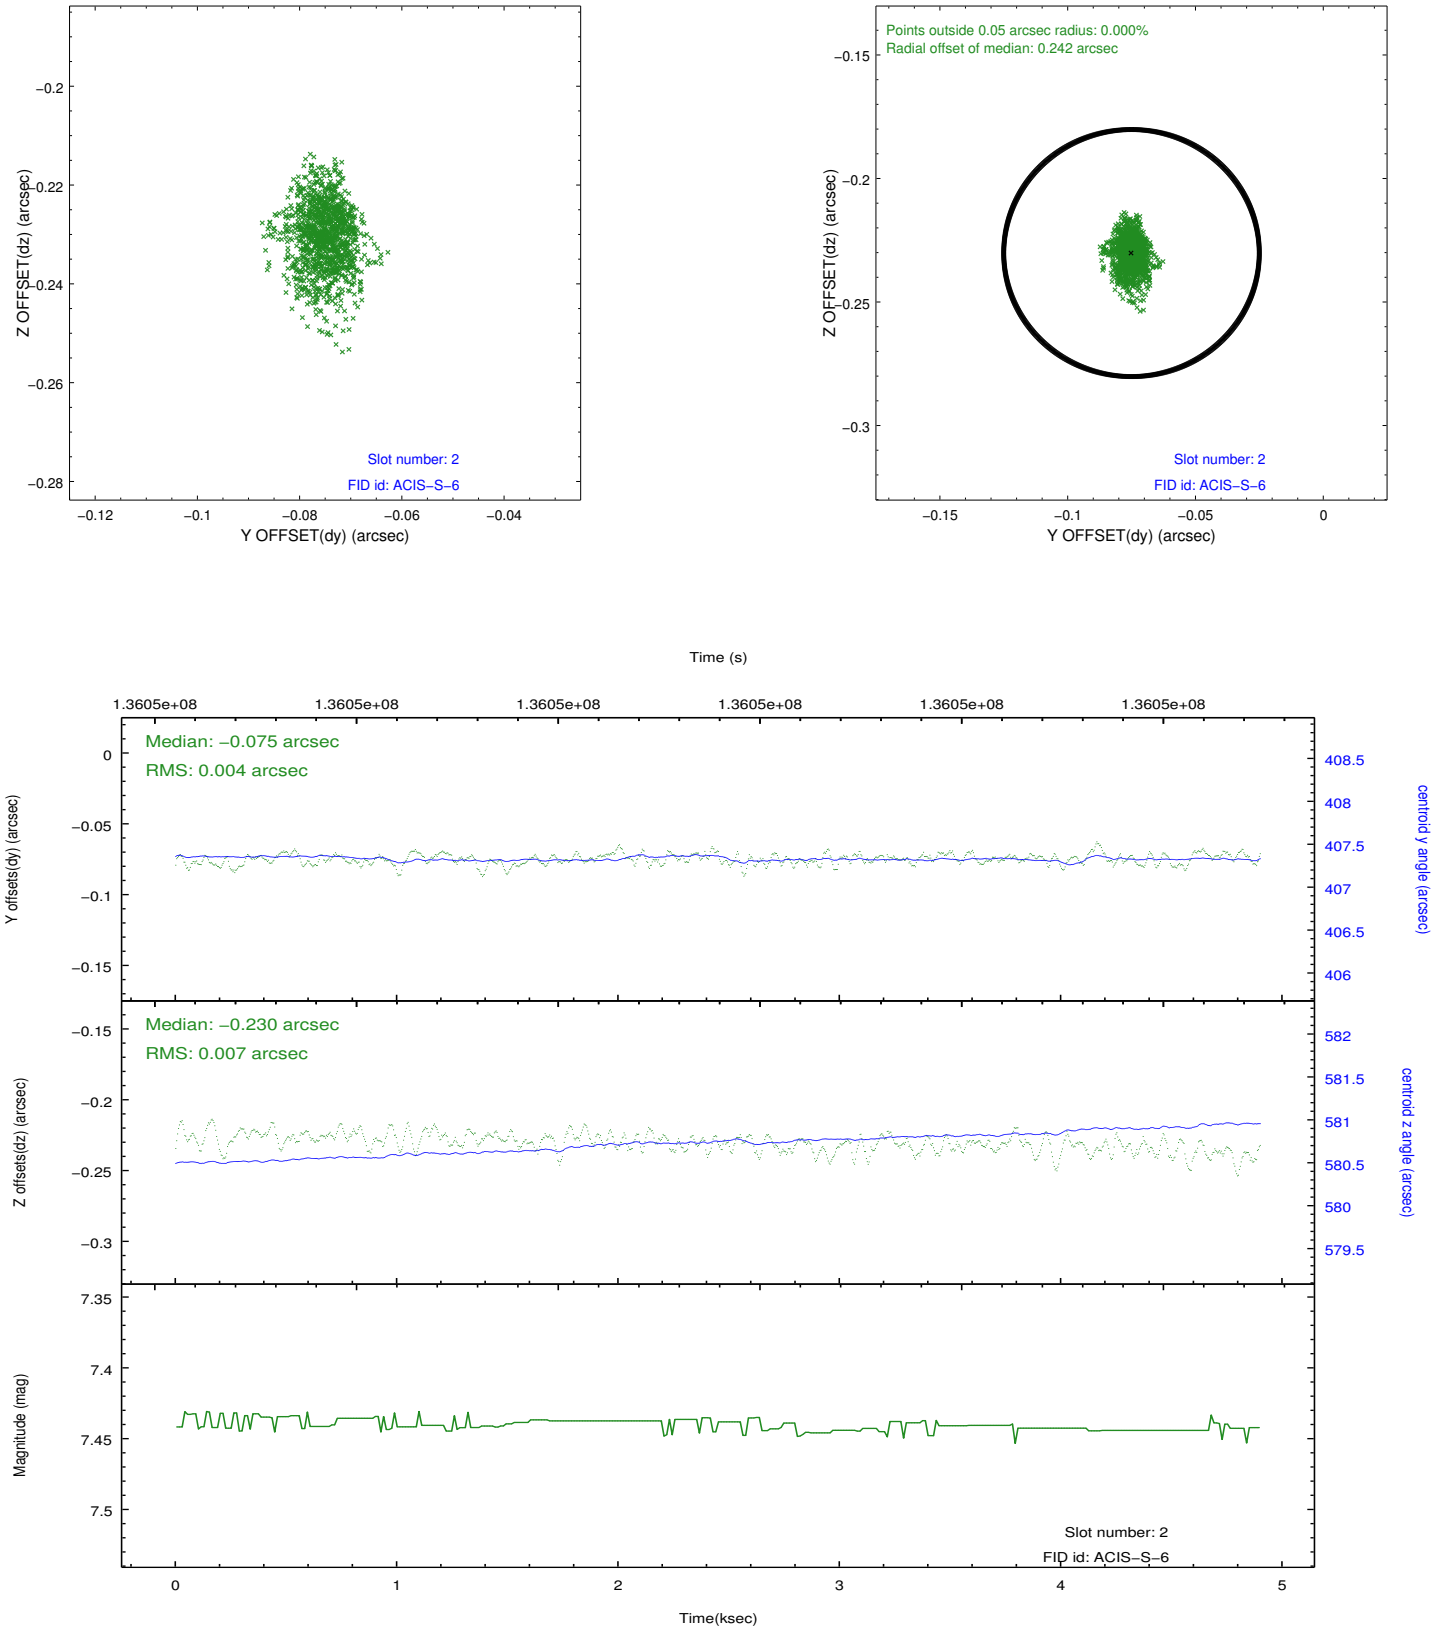 −0.2
−0.22
−0.24
−0.26
−0.28
Z OFFSET(dz) (arcsec)
Slot number: 2
FID id: ACIS−S−6
−0.12 −0.1 −0.08 −0.06 −0.04
Y OFFSET(dy) (arcsec)
Points outside 0.05 arcsec radius: 0.000%
Radial offset of median: 0.242 arcsec
−0.15
−0.2
−0.25
−0.3
Z OFFSET(dz) (arcsec)
Slot number: 2
FID id: ACIS−S−6
−0.15 −0.1 −0.05 0
Y OFFSET(dy) (arcsec)
Time (s)
1.3605e+08 1.3605e+08 1.3605e+08 1.3605e+08 1.3605e+08 1.3605e+08
Median: −0.075 arcsec
RMS: 0.004 arcsec
0
−0.05
−0.1
−0.15
Y offsets(dy) (arcsec)
408.5
408
407.5
407
406.5
406
centroid y angle (arcsec)
Median: −0.230 arcsec
RMS: 0.007 arcsec
−0.15
−0.2
−0.25
−0.3
Z offsets(dz) (arcsec)
582
581.5
581
580.5
580
579.5
centroid z angle (arcsec)
7.35
7.4
7.45
7.5
Magnitude (mag)
Slot number: 2
FID id: ACIS−S−6
0 1 2 3 4 5
Time(ksec)